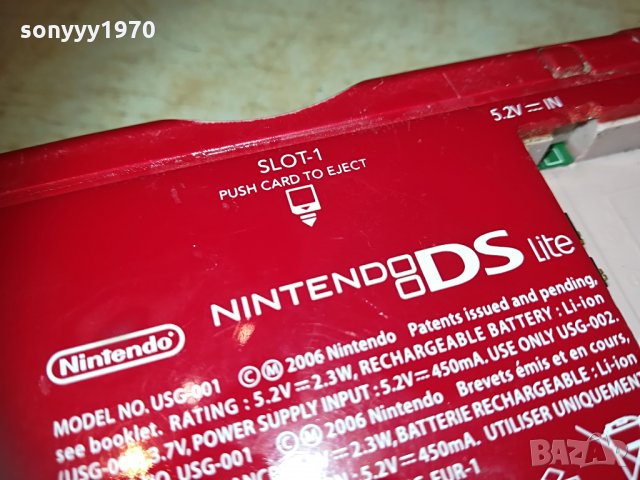 sonyyy1970
5.2V ⎓ IN
SLOT-1
PUSH CARD TO EJECT
NINTENDO DS Lite
Nintendo
Patents issued and pending,
MODEL NO. USG-001 ©Ⓜ 2006 Nintendo
see booklet. RATING : 5.2V⎓2.3W, RECHARGEABLE BATTERY : Li-ion
3.7V, POWER SUPPLY INPUT : 5.2V⎓450mA. USE ONLY USG-002.
Brevets émis et en cours,
USG-001 ©Ⓜ 2006 Nintendo
2.3W, BATTERIE RECHARGEABLE : Li-ion
5.2V⎓450mA. UTILISER UNIQUEMENT
EUR-1
BAZAR